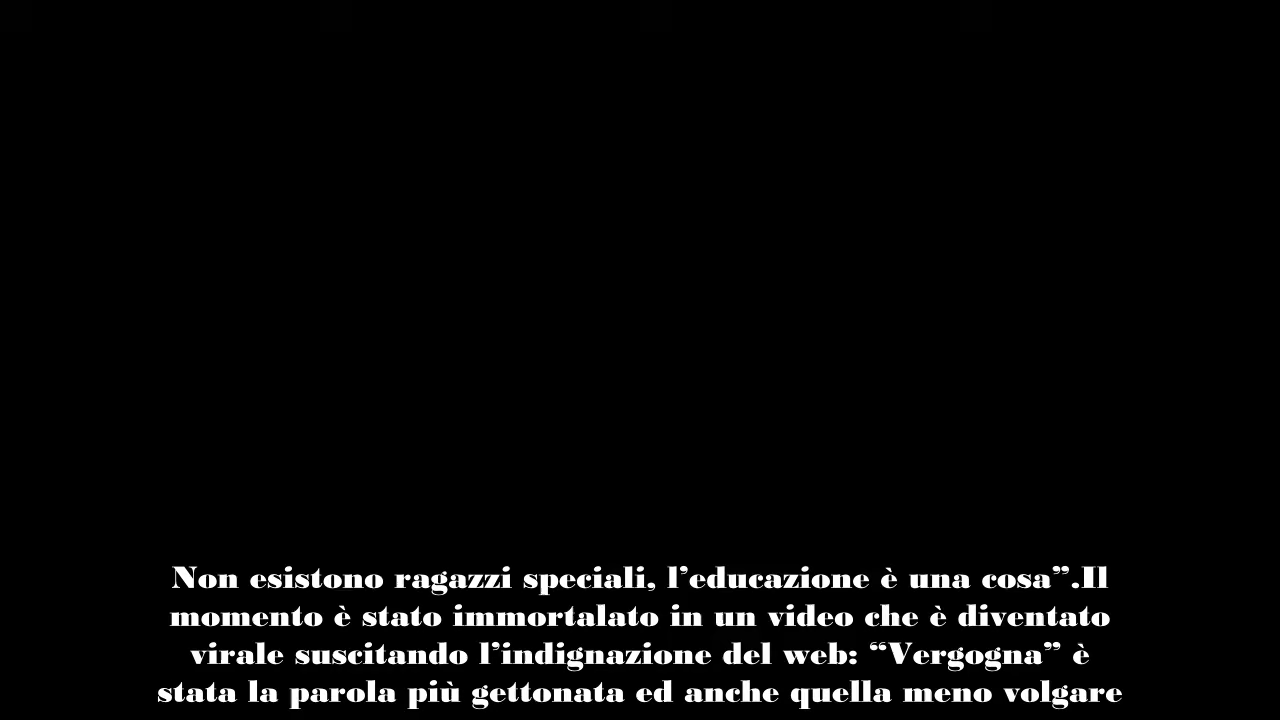 Non esistono ragazzi speciali, l’educazione è una cosa”.Il
momento è stato immortalato in un video che è diventato
virale suscitando l’indignazione del web: “Vergogna” è
stata la parola più gettonata ed anche quella meno volgare